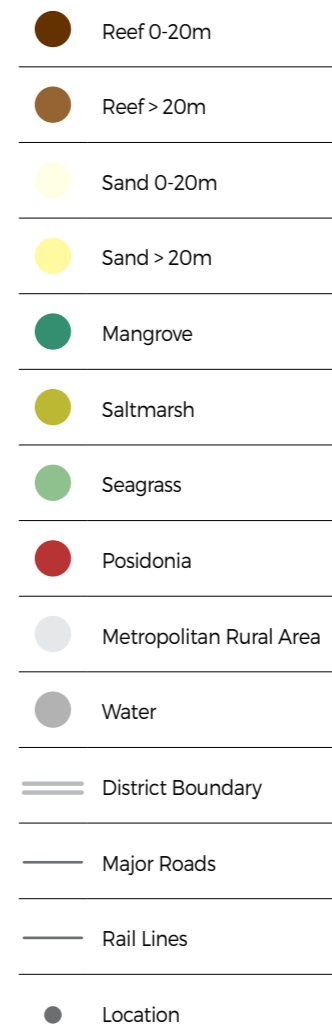 Reef 0-20m
Reef > 20m
Sand 0-20m
Sand > 20m
Mangrove
Saltmarsh
Seagrass
Posidonia
Metropolitan Rural Area
Water
District Boundary
Major Roads
Rail Lines
Location